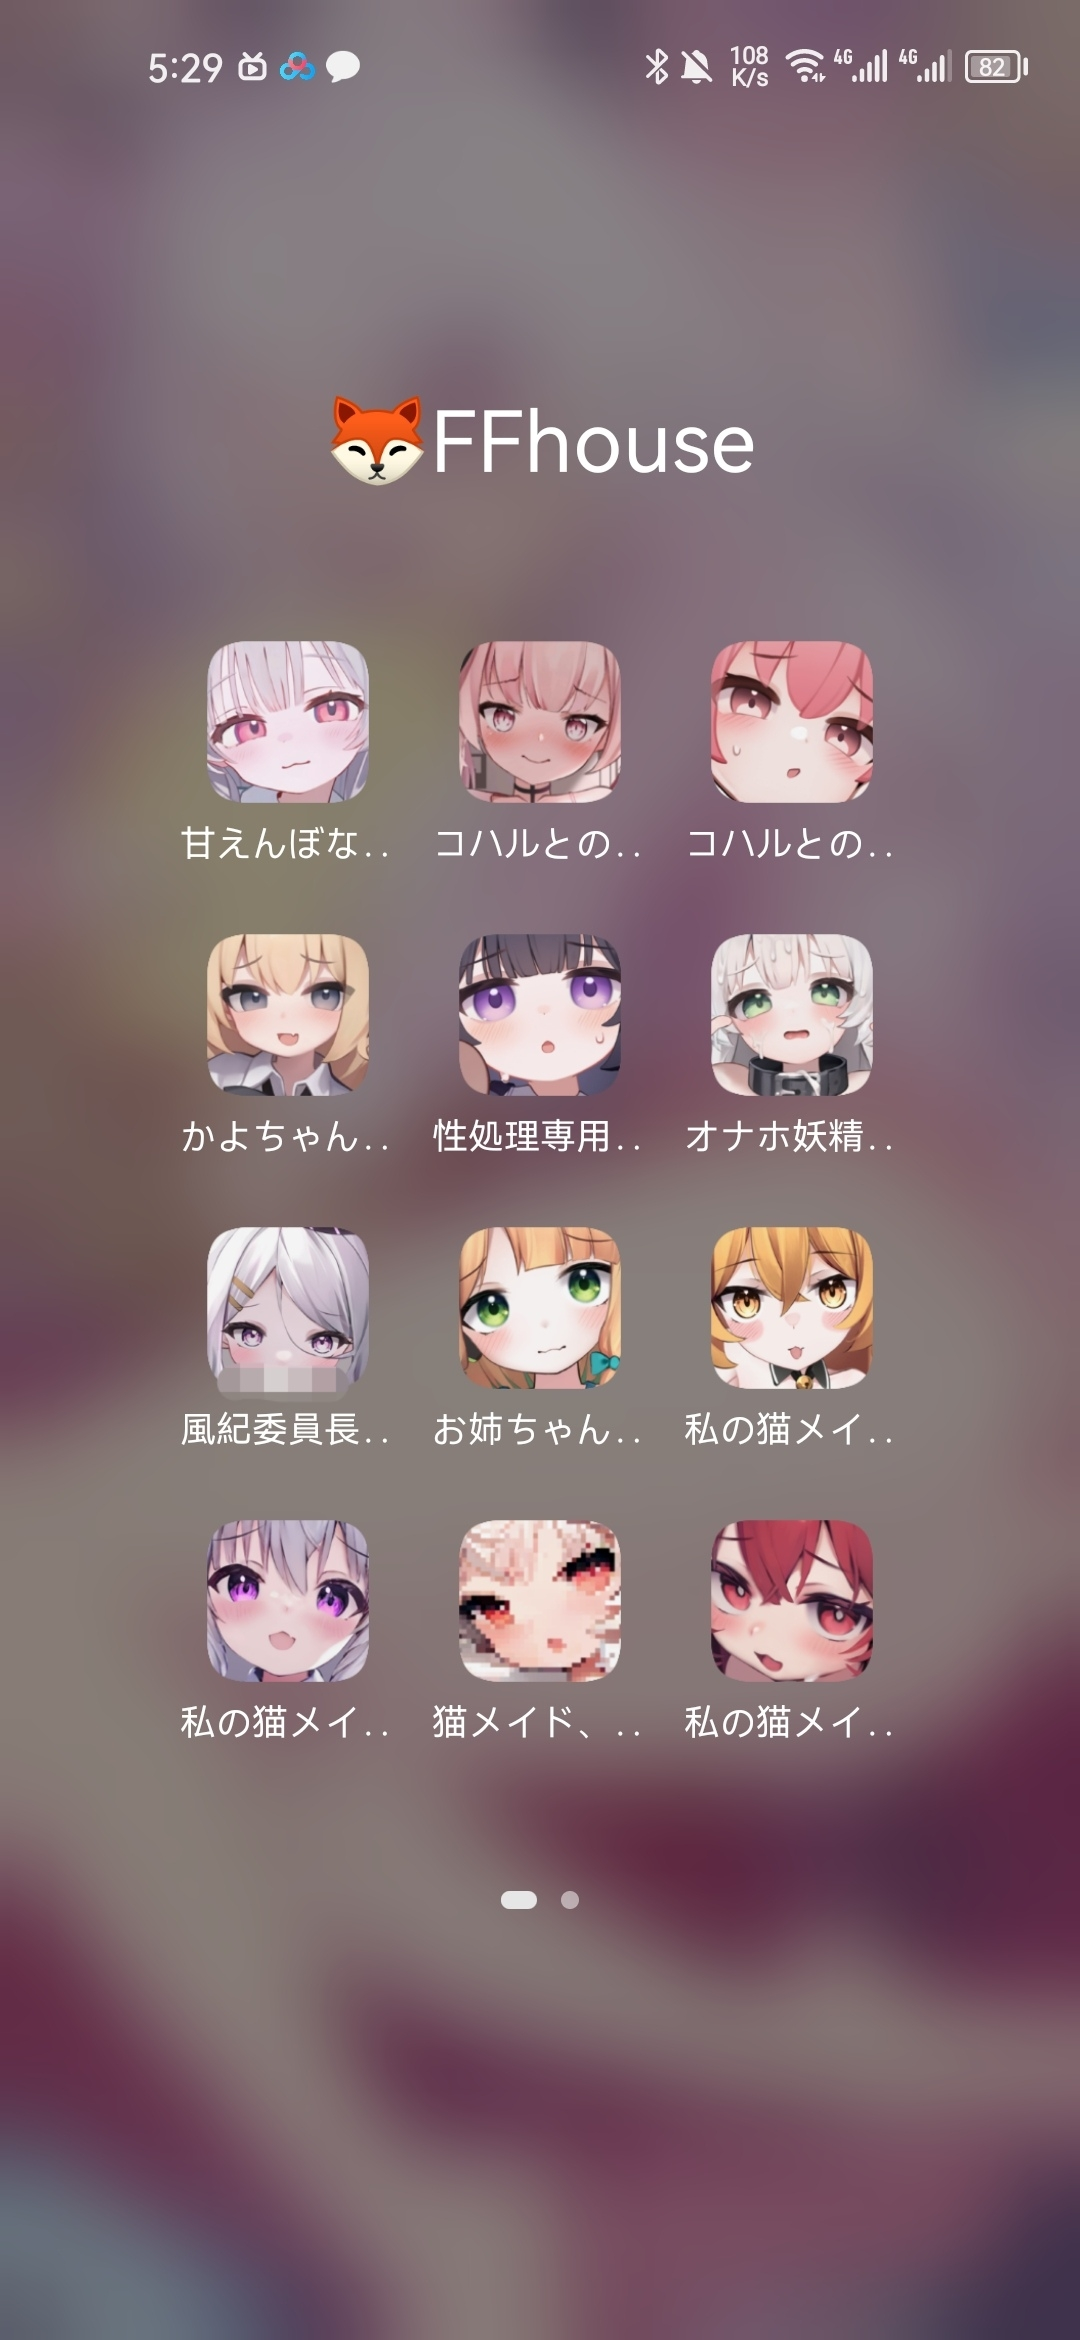 5:29 108 K/s 4G 4G 82
🦊FFhouse
甘えんぼな.. コハルとの.. コハルとの..
かよちゃん.. 性処理専用.. オナホ妖精..
風紀委員長.. お姉ちゃん.. 私の猫メイ..
私の猫メイ.. 猫メイド、.. 私の猫メイ..